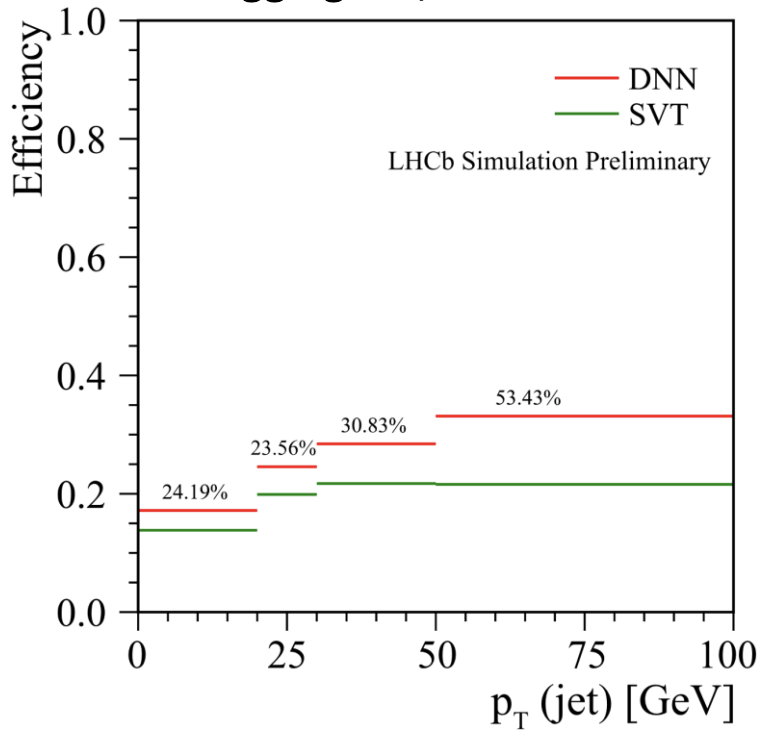 1.0
DNN
SVT
LHCb Simulation Preliminary
Efficiency
0.8
0.6
0.4
53.43%
30.83%
23.56%
24.19%
0.2
0.0
0 25 50 75 100
p_T (jet) [GeV]